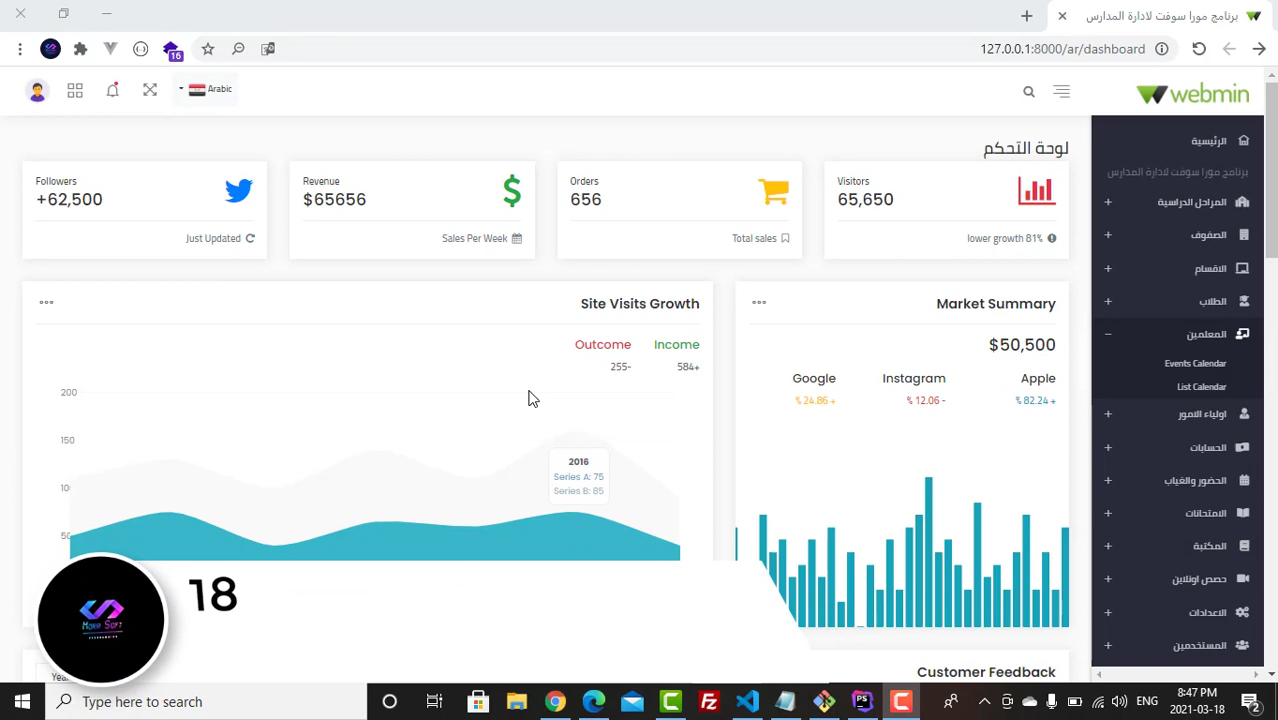 برنامج مورا سوفت لادارة المدارس
127.0.0.1:8000/ar/dashboard
16
Arabic
webmin
لوحة التحكم
Followers
+62,500
Just Updated
Revenue
$65656
Sales Per Week
Orders
656
Total sales
Visitors
65,650
lower growth 81%
Site Visits Growth
Outcome
Income
255-
584+
200
150
2016
Series A: 75
Series B: 85
Market Summary
$50,500
Google
Instagram
Apple
% 24.86 +
% 12.06 -
% 82.24 +
الرئيسية
برنامج مورا سوفت لادارة المدارس
المراحل الدراسية
الصفوف
الاقسام
الطلاب
المعلمين
Events Calendar
List Calendar
اولياء الامور
الحسابات
الحضور والغياب
الامتحانات
المكتبة
حصص اونلاين
الاعدادات
المستخدمين
Customer Feedback
18
Type here to search
ENG
8:47 PM
2021-03-18
2